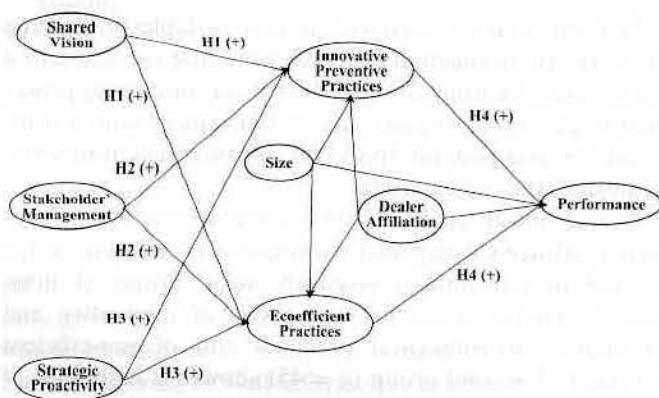 Shared
Vision
H1 (+)
Innovative
Preventive
Practices
H1 (+)
H4 (+)
H2 (+)
Size
Stakeholder'
Management
Dealer
Affiliation
Performance
H2 (+)
H4 (+)
H3 (+)
Ecoefficient
Practices
Strategic
Proactivity
H3 (+)